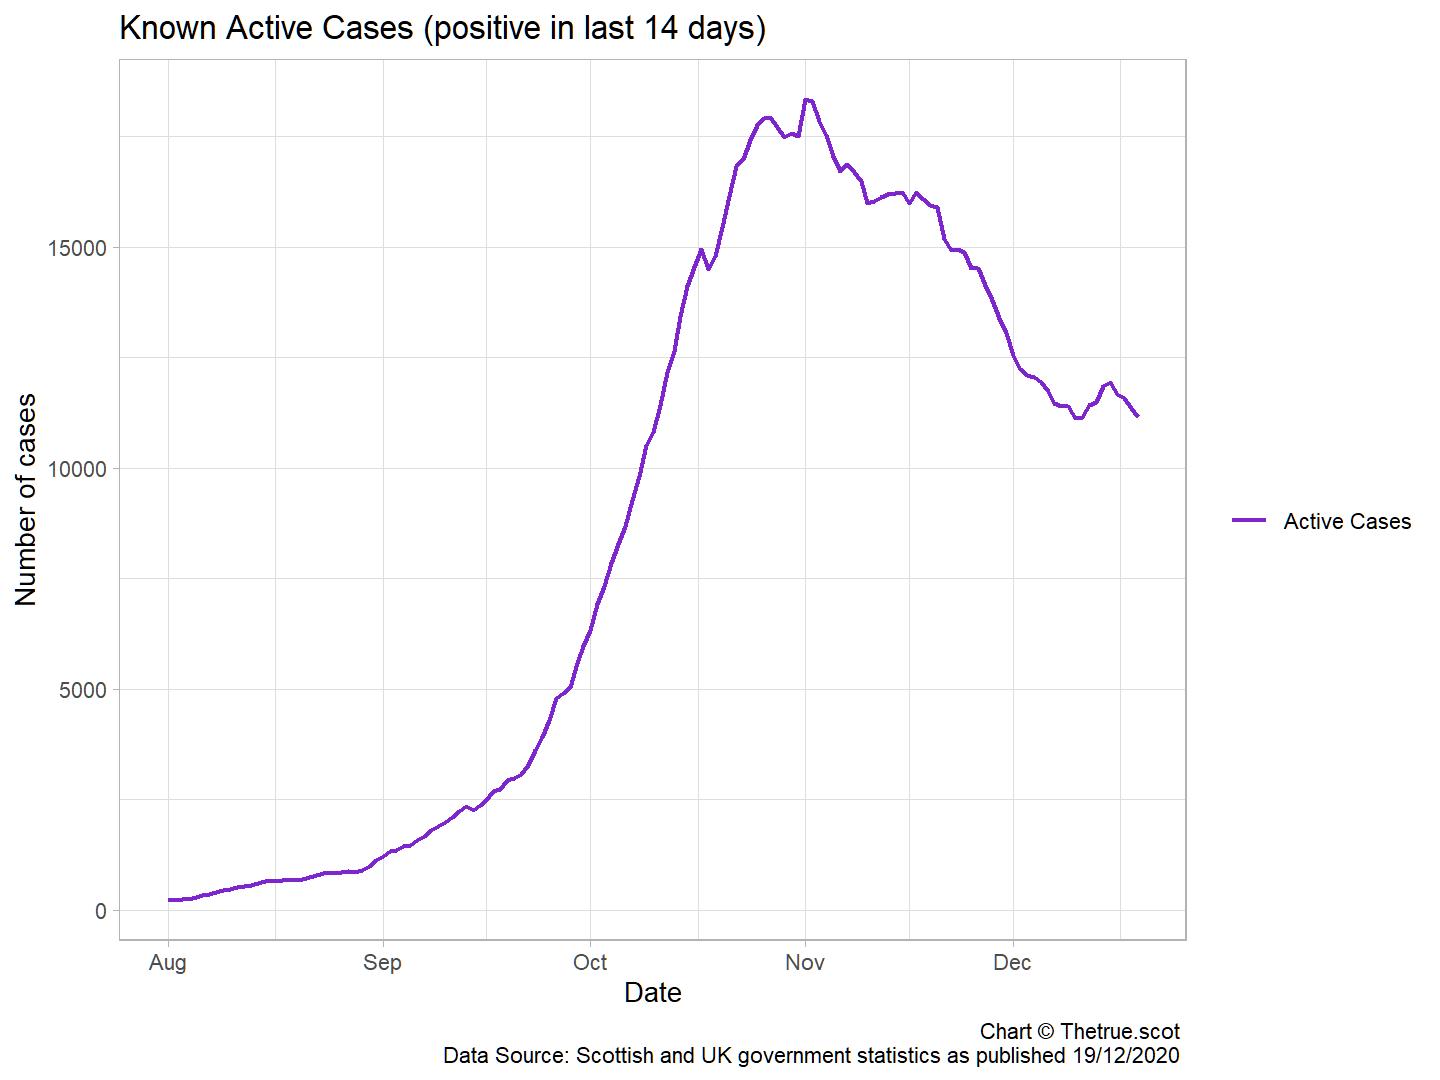 Known Active Cases (positive in last 14 days)
Number of cases
15000
10000
5000
0
Aug Sep Oct Nov Dec
Date
Active Cases
Chart © Thetrue.scot
Data Source: Scottish and UK government statistics as published 19/12/2020